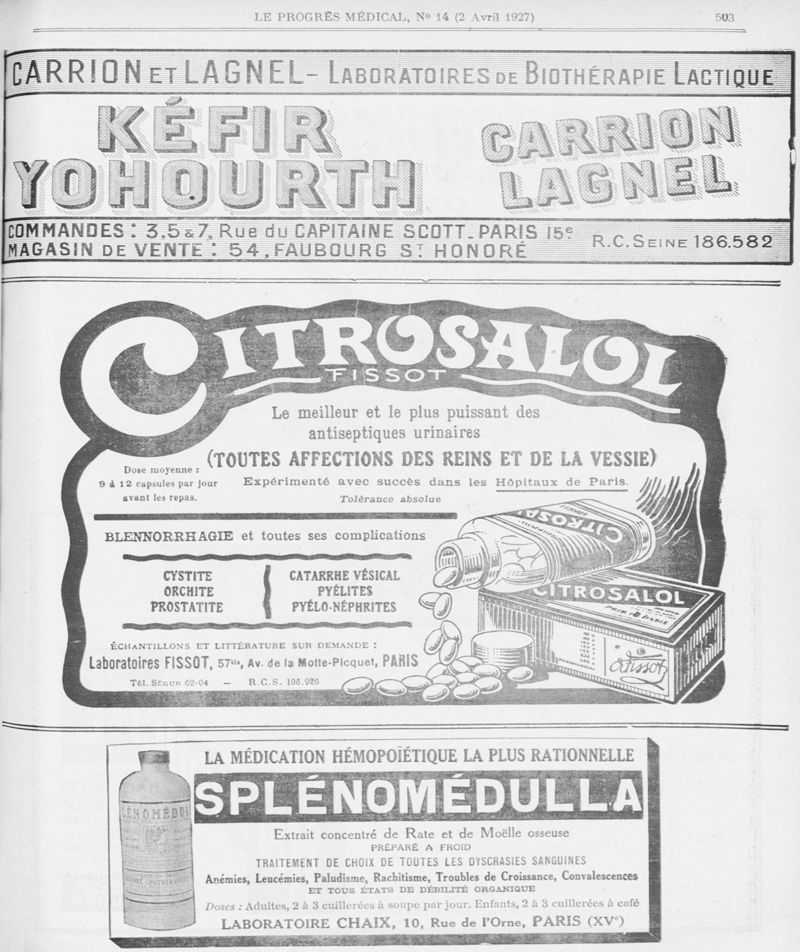 LE PROGRÈS MÉDICAL, No 14 (2 Avril 1927)
503
CARRION ET LAGNEL - LABORATOIRES DE BIOTHÉRAPIE LACTIQUE
KÉFIR
YOHOURTH
CARRION
LAGNEL
COMMANDES : 3,5 & 7, Rue du CAPITAINE SCOTT_PARIS 15e
MAGASIN DE VENTE : 54, FAUBOURG ST HONORÉ
R.C. SEINE 186.582
CITROSALOL
FISSOT
Le meilleur et le plus puissant des
antiseptiques urinaires
(TOUTES AFFECTIONS DES REINS ET DE LA VESSIE)
Dose moyenne :
9 à 12 capsules par jour
avant les repas.
Expérimenté avec succès dans les Hôpitaux de Paris.
Tolérance absolue
BLENNORRHAGIE et toutes ses complications
CYSTITE
ORCHITE
PROSTATITE
CATARRHE VÉSICAL
PYÉLITES
PYÉLO-NÉPHRITES
CITROSAL
CITROSALOL
Fissot
ÉCHANTILLONS ET LITTÉRATURE SUR DEMANDE :
Laboratoires FISSOT, 57bis, Av. de la Motte-Picquet, PARIS
Tél. Ségur 62-04 — R.C.S. 105.926
LA MÉDICATION HÉMOPOÏÉTIQUE LA PLUS RATIONNELLE
SPLÉNOMÉDULLA
LÉNOMÉDUL
Extrait concentré de Rate et de Moëlle osseuse
PRÉPARÉ A FROID
TRAITEMENT DE CHOIX DE TOUTES LES DYSCRASIES SANGUINES
Anémies, Leucémies, Paludisme, Rachitisme, Troubles de Croissance, Convalescences
ET TOUS ÉTATS DE DÉBILITÉ ORGANIQUE
Doses : Adultes, 2 à 3 cuillerées à soupe par jour. Enfants, 2 à 3 cuillerées à café
LABORATOIRE CHAIX, 10, Rue de l'Orne, PARIS (XVe)